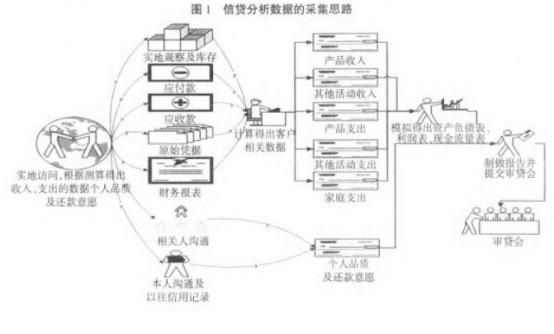 图1 信贷分析数据的采集思路
实地观察及库存
应付款
应收款
原始凭据
财务报表
实地访问,根据测算得出
收入、支出的数据个人品质
及还款意愿
相关人沟通
本人沟通及
以往信用记录
计算得出客户
相关数据
产品收入
其他活动收入
产品支出
其他活动支出
家庭支出
个人品质
及还款意愿
模拟得出资产负债表、
利润表、现金流量表
制做报告并
提交审贷会
审贷会